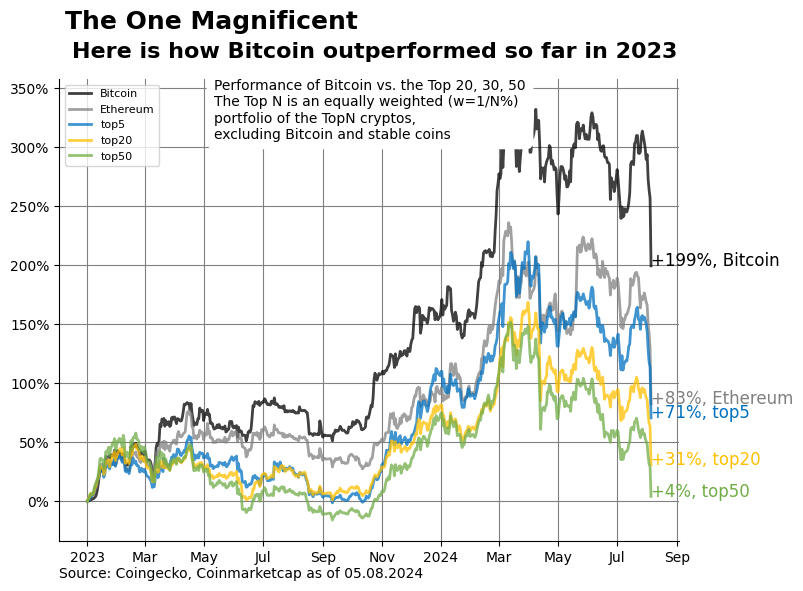 The One Magnificent
Here is how Bitcoin outperformed so far in 2023
Performance of Bitcoin vs. the Top 20, 30, 50
The Top N is an equally weighted (w=1/N%)
portfolio of the TopN cryptos,
excluding Bitcoin and stable coins
Bitcoin
Ethereum
top5
top20
top50
350%
300%
250%
200%
150%
100%
50%
0%
+199%, Bitcoin
+83%, Ethereum
+71%, top5
+31%, top20
+4%, top50
2023 Mar May Jul Sep Nov 2024 Mar May Jul Sep
Source: Coingecko, Coinmarketcap as of 05.08.2024